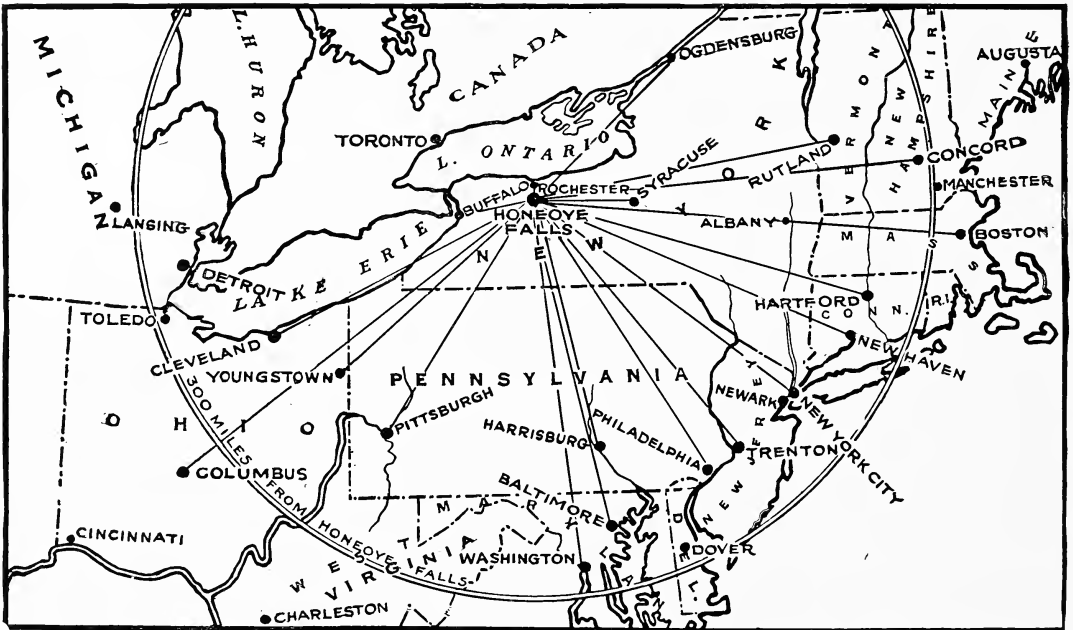 MICHIGAN
L. HURON
CANADA
OGDENSBURG
AUGUSTA
MAINE
VERMONT
NEW HAMPSHIRE
TORONTO
L. ONTARIO
SYRACUSE
RUTLAND
CONCORD
MANCHESTER
LANSING
BUFFALO
ROCHESTER
HONEOYE
FALLS
NEW YORK
ALBANY
BOSTON
MASS
DETROIT
LAKE ERIE
HARTFORD
CONN.
R.I.
TOLEDO
CLEVELAND
YOUNGSTOWN
NEW HAVEN
PENNSYLVANIA
NEWARK
NEW YORK CITY
OHIO
PITTSBURGH
HARRISBURG
PHILADELPHIA
TRENTON
NEW JERSEY
COLUMBUS
300 MILES FROM HONEOYE FALLS
BALTIMORE
MARYLA
CINCINNATI
WEST
VIRGINIA
WASHINGTON
DOVER
DEL.
CHARLESTON